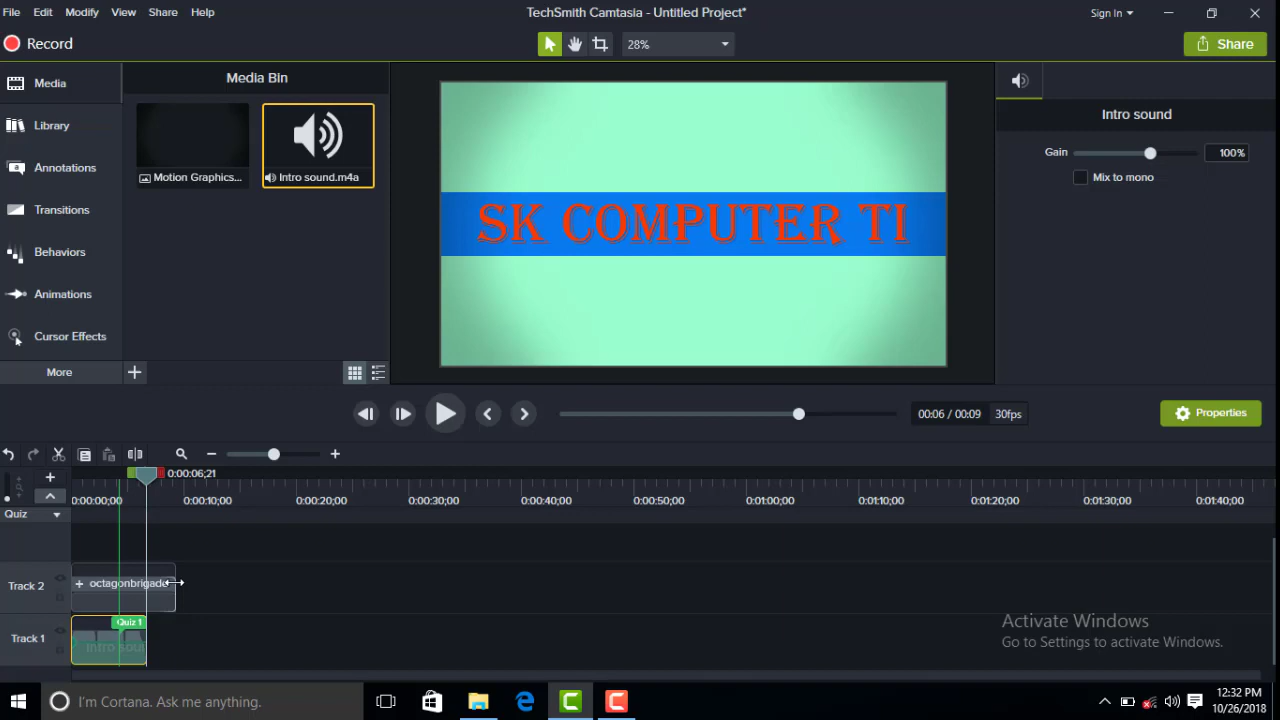 File Edit Modify View Share Help
TechSmith Camtasia - Untitled Project*
Sign In
Record
28%
Share
Media
Library
Annotations
Transitions
Behaviors
Animations
Cursor Effects
More
Media Bin
Motion Graphics...
Intro sound.m4a
SK COMPUTER TI
Intro sound
Gain
100%
Mix to mono
00:06 / 00:09
30fps
Properties
0:00:06;21
0:00:00;00
0:00:10;00
0:00:20;00
0:00:30;00
0:00:40;00
0:00:50;00
0:01:00;00
0:01:10;00
0:01:20;00
0:01:30;00
0:01:40;00
Quiz
Track 2
octagonbrigade
Track 1
Quiz 1
Intro sour
Activate Windows
Go to Settings to activate Windows.
I'm Cortana. Ask me anything.
12:32 PM
10/26/2018